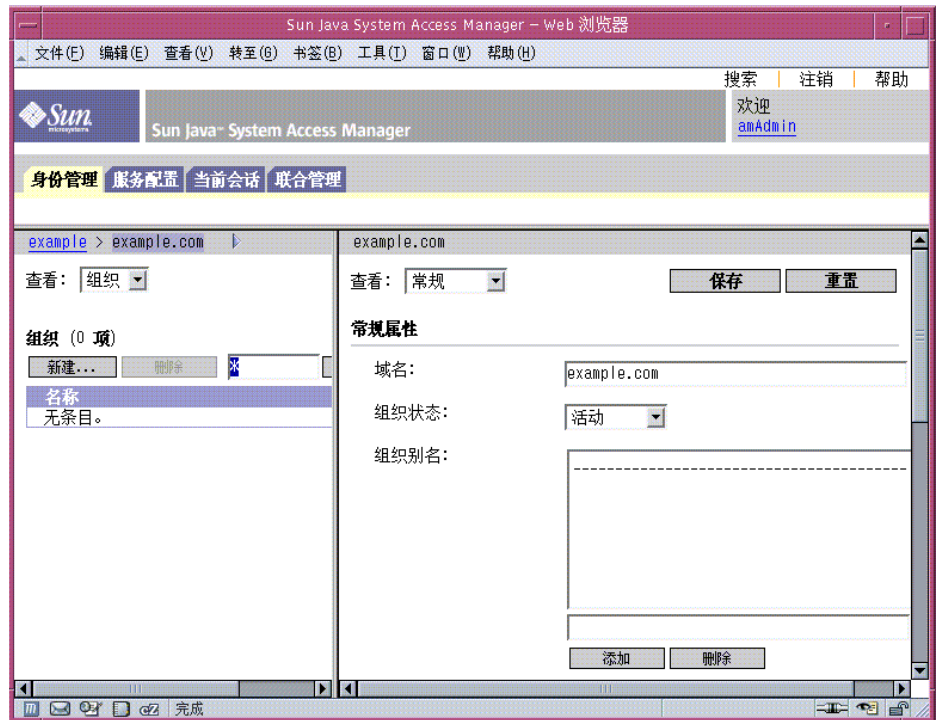 Sun Java System Access Manager – Web 浏览器
文件(F) 编辑(E) 查看(V) 转至(G) 书签(B) 工具(T) 窗口(W) 帮助(H)
搜索 注销 帮助
Sun
microsystems
Sun Java™ System Access Manager
欢迎
amAdmin
身份管理 服务配置 当前会话 联合管理
example > example.com
查看: 组织
组织 (0 项)
新建... 删除 *
名称
无条目。
example.com
查看: 常规 保存 重置
常规属性
域名: example.com
组织状态: 活动
组织别名:
添加 删除
完成